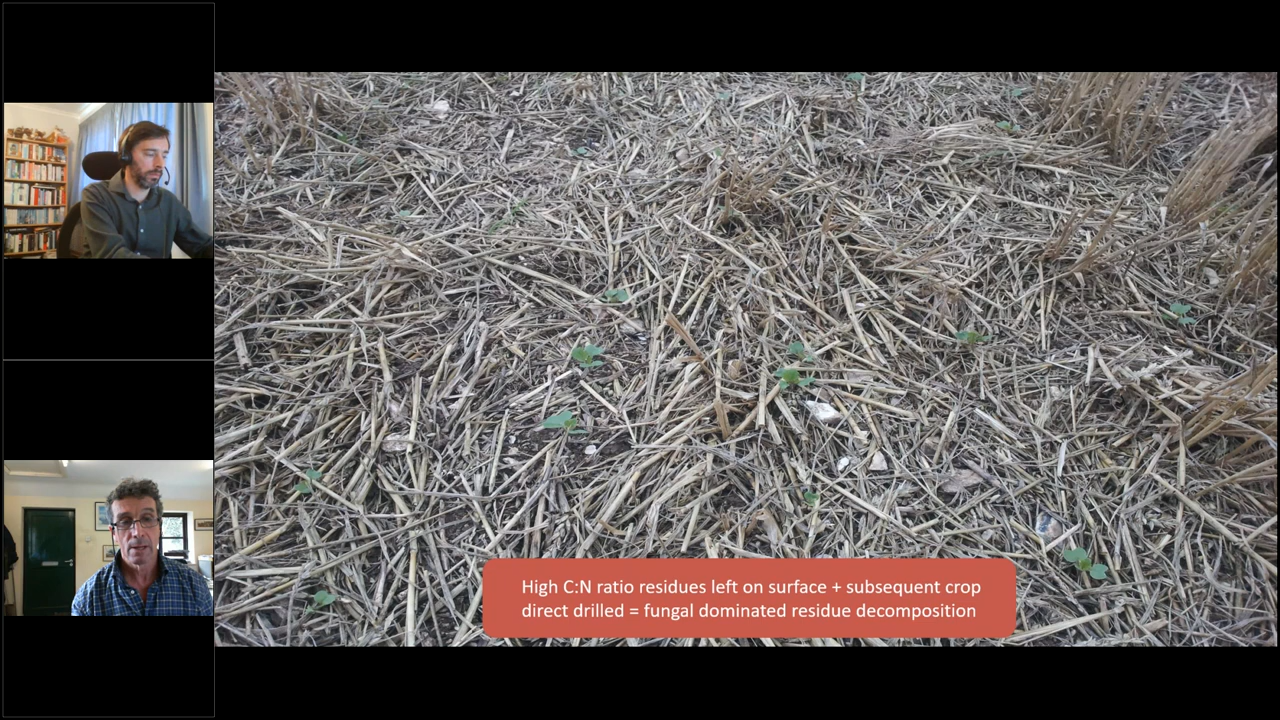 High C:N ratio residues left on surface + subsequent crop
direct drilled = fungal dominated residue decomposition